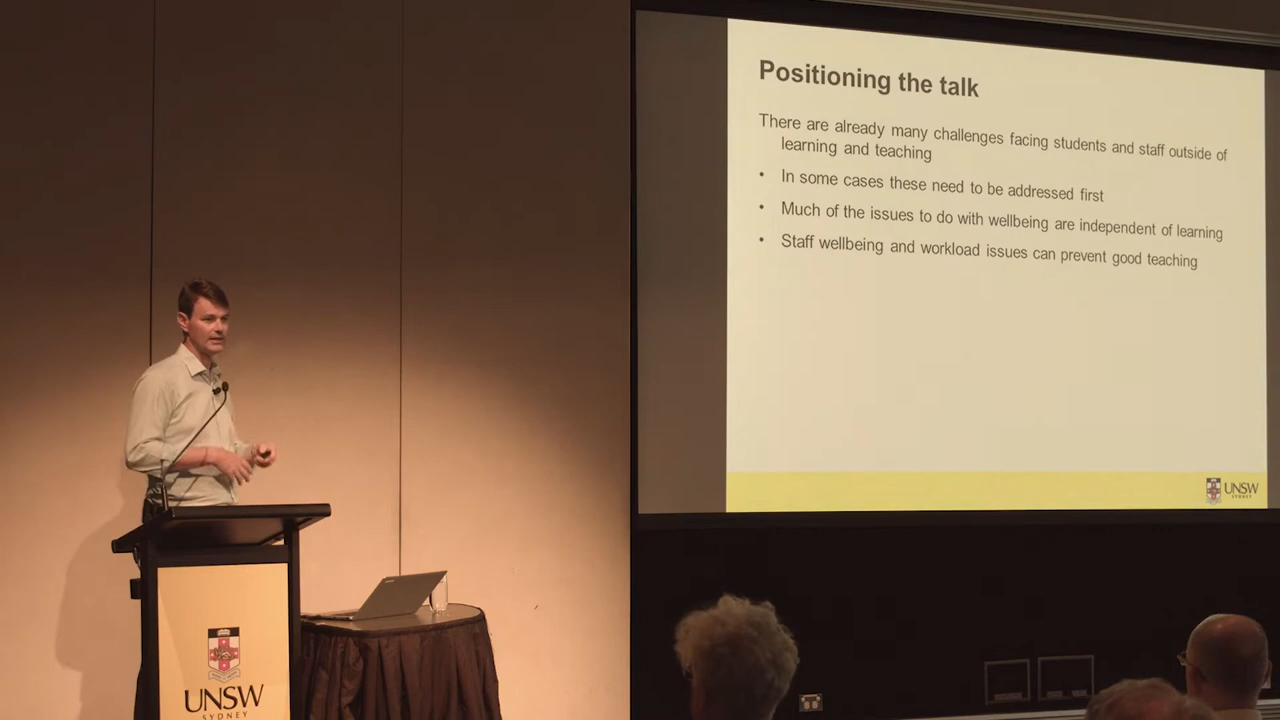 Positioning the talk
There are already many challenges facing students and staff outside of
learning and teaching
• In some cases these need to be addressed first
• Much of the issues to do with wellbeing are independent of learning
• Staff wellbeing and workload issues can prevent good teaching
UNSW
SYDNEY
UNSW
SYDNEY